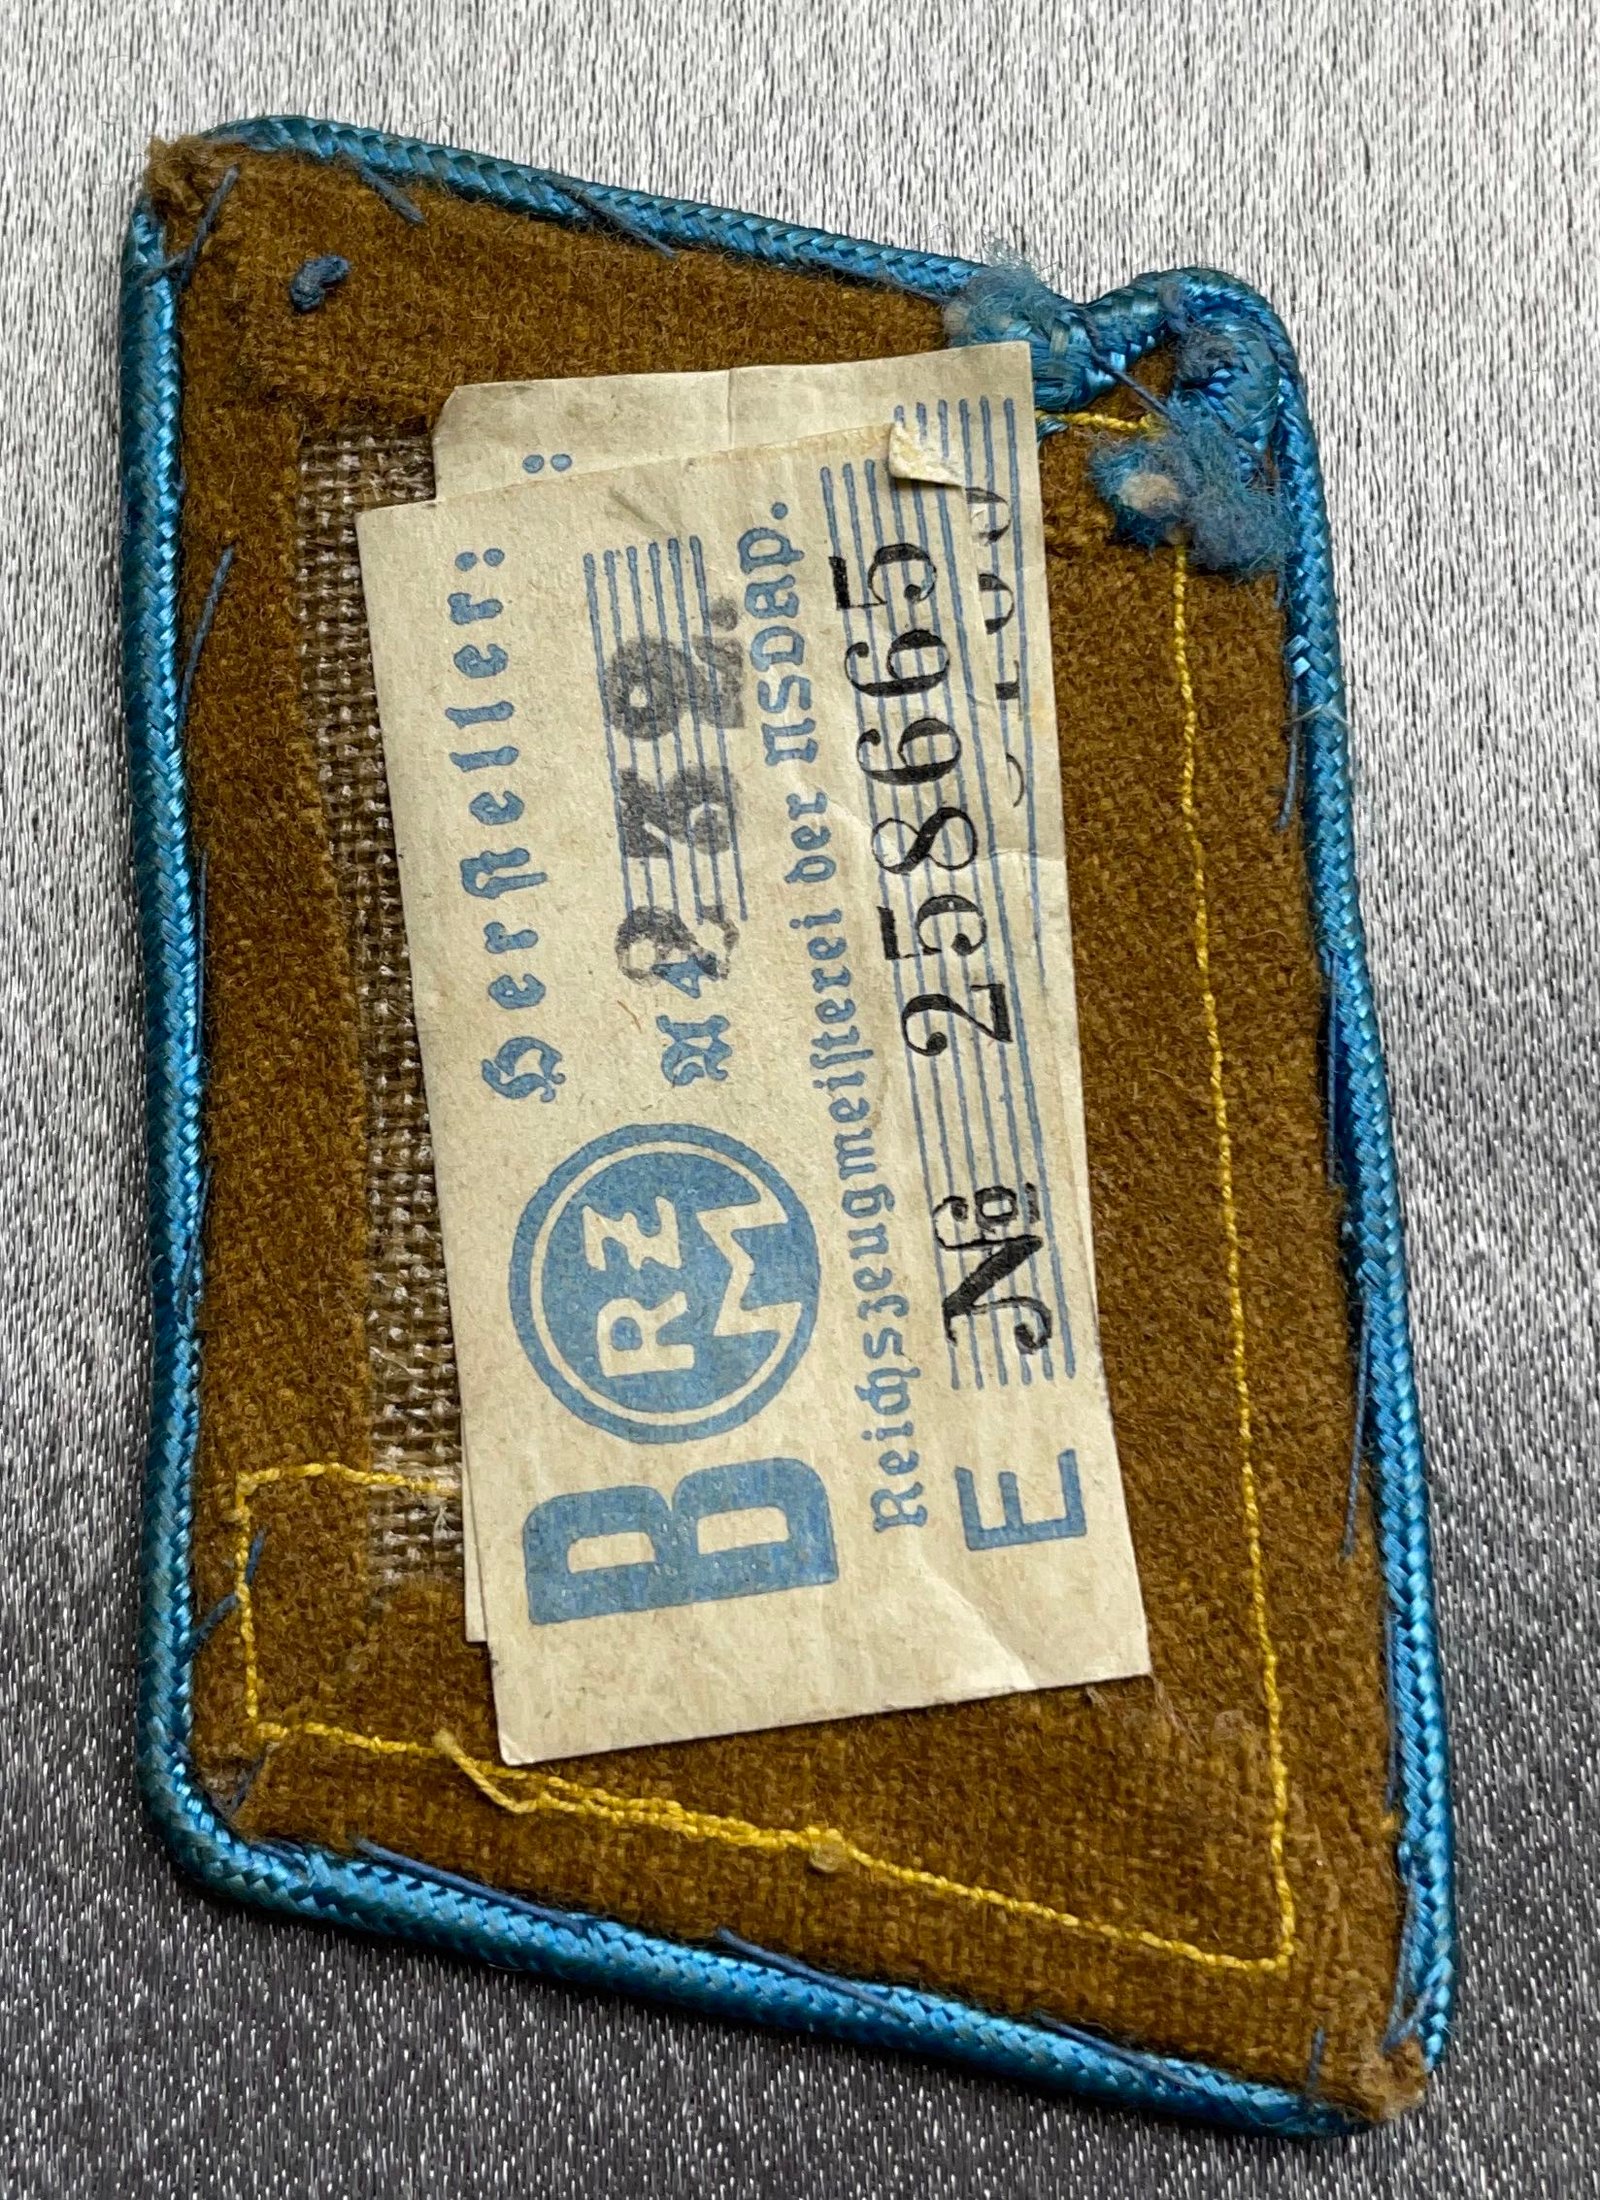 Herſteller:
B RZM
Reichszeugmeiſterei der NSDAP.
E № 258665